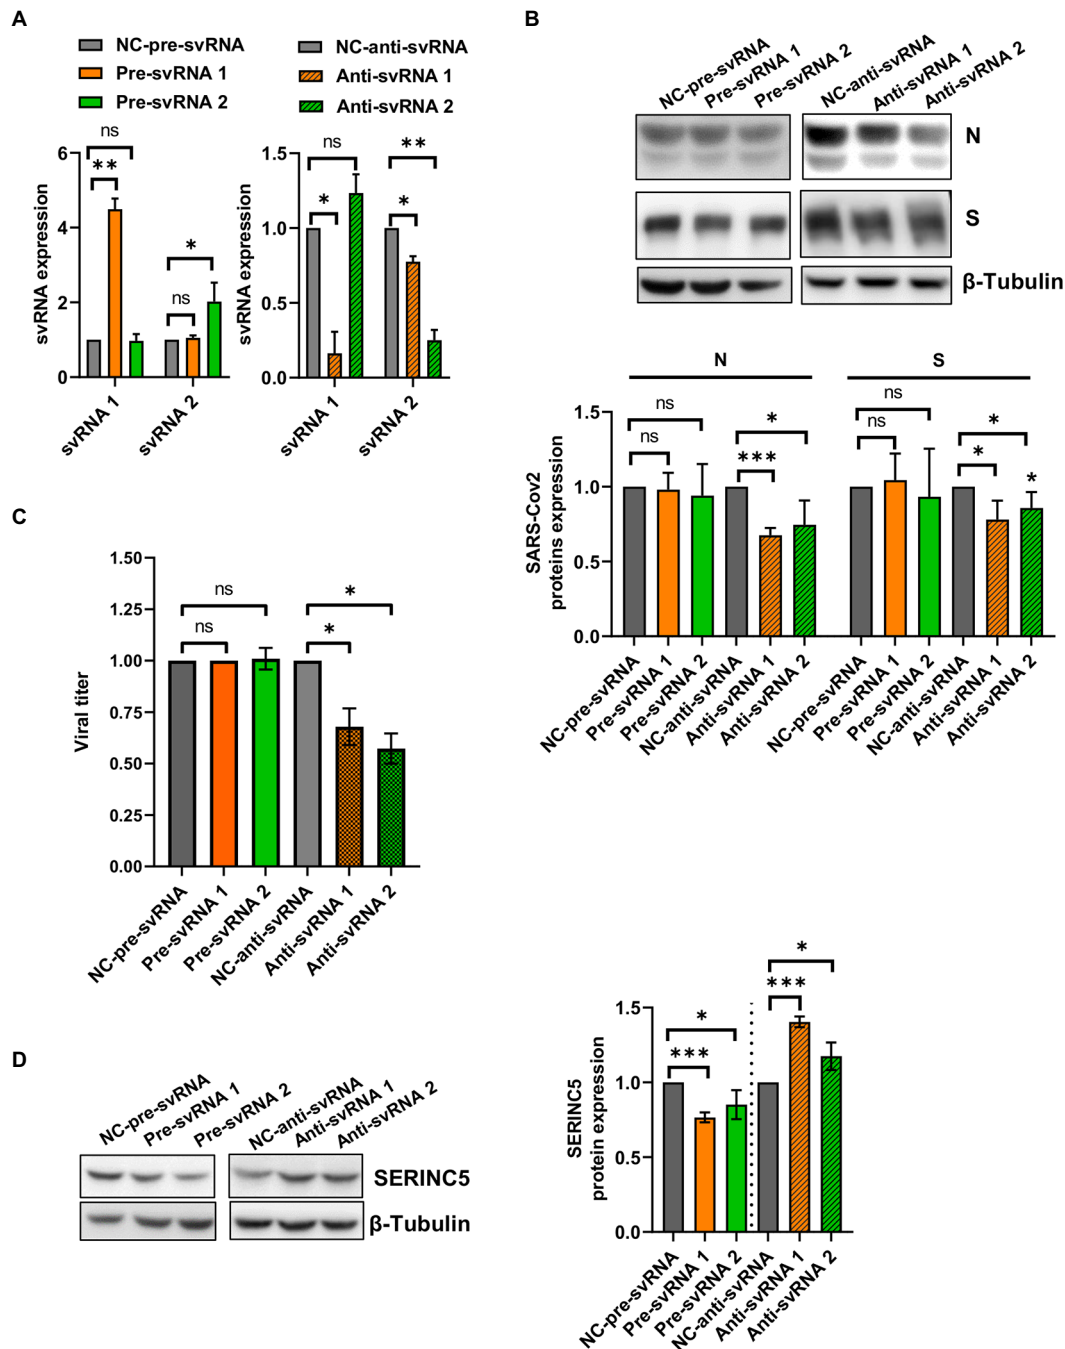 A
NC-pre-svRNA
Pre-svRNA 1
Pre-svRNA 2
NC-anti-svRNA
Anti-svRNA 1
Anti-svRNA 2
svRNA expression
6
4
2
0
ns
**
*
ns
svRNA 1
svRNA 2
svRNA expression
1.5
1.0
0.5
0.0
ns
*
**
*
svRNA 1
svRNA 2
B
NC-pre-svRNA
Pre-svRNA 1
Pre-svRNA 2
NC-anti-svRNA
Anti-svRNA 1
Anti-svRNA 2
N
S
β-Tubulin
N
S
SARS-Cov2
proteins expression
1.5
1.0
0.5
0.0
ns
ns
*
***
ns
ns
*
*
*
NC-pre-svRNA
Pre-svRNA 1
Pre-svRNA 2
NC-anti-svRNA
Anti-svRNA 1
Anti-svRNA 2
NC-pre-svRNA
Pre-svRNA 1
Pre-svRNA 2
NC-anti-svRNA
Anti-svRNA 1
Anti-svRNA 2
C
Viral titer
1.50
1.25
1.00
0.75
0.50
0.25
0.00
ns
ns
*
*
NC-pre-svRNA
Pre-svRNA 1
Pre-svRNA 2
NC-anti-svRNA
Anti-svRNA 1
Anti-svRNA 2
D
NC-pre-svRNA
Pre-svRNA 1
Pre-svRNA 2
NC-anti-svRNA
Anti-svRNA 1
Anti-svRNA 2
SERINC5
β-Tubulin
SERINC5
protein expression
1.5
1.0
0.5
0.0
*
***
*
***
NC-pre-svRNA
Pre-svRNA 1
Pre-svRNA 2
NC-anti-svRNA
Anti-svRNA 1
Anti-svRNA 2